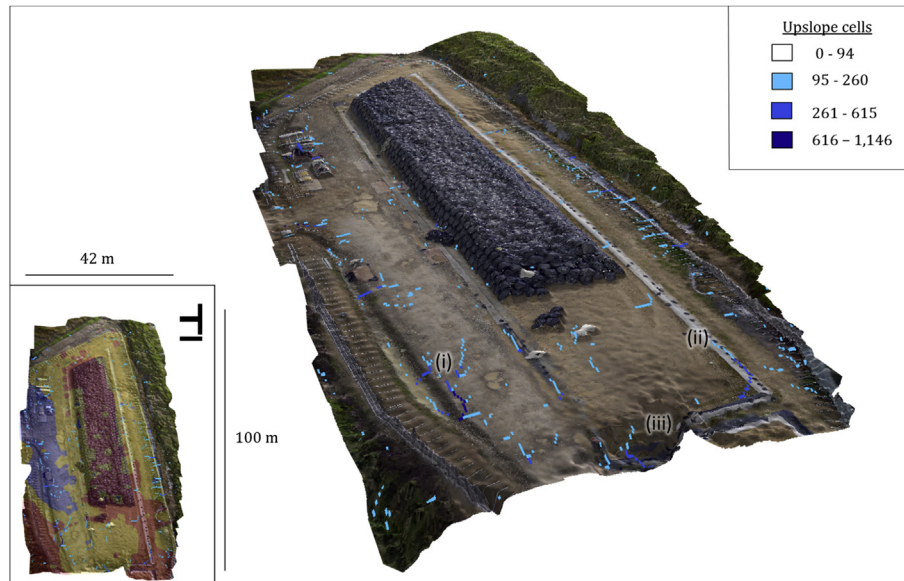 Upslope cells
0 - 94
95 - 260
261 - 615
616 – 1,146
42 m
(i)
(ii)
(iii)
100 m